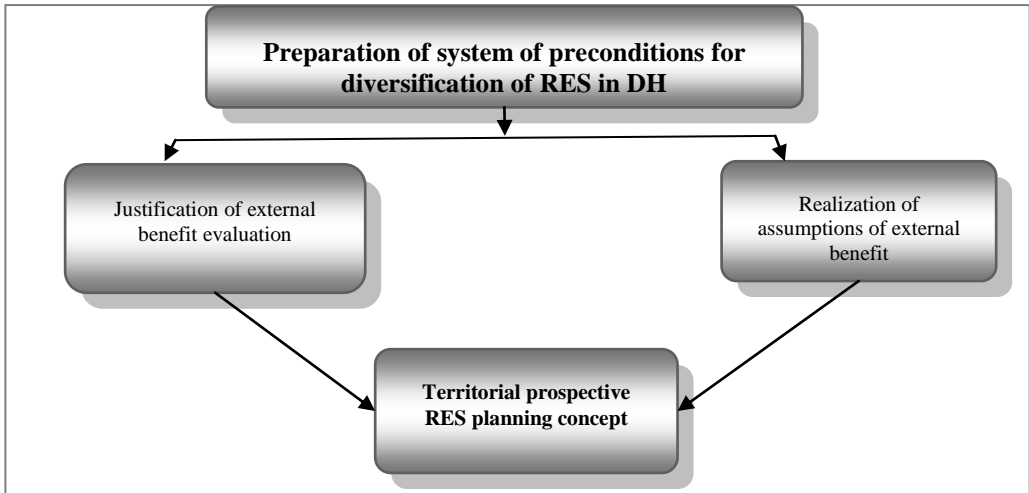 Preparation of system of preconditions for
diversification of RES in DH
Justification of external
benefit evaluation
Realization of
assumptions of external
benefit
Territorial prospective
RES planning concept